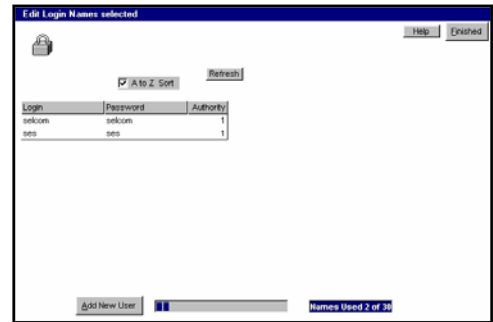 Edit Login Names selected
Help Finished
A to Z Sort Refresh
Login Password Authority
selcom selcom 1
ses ses 1
Add New User Names Used 2 of 30